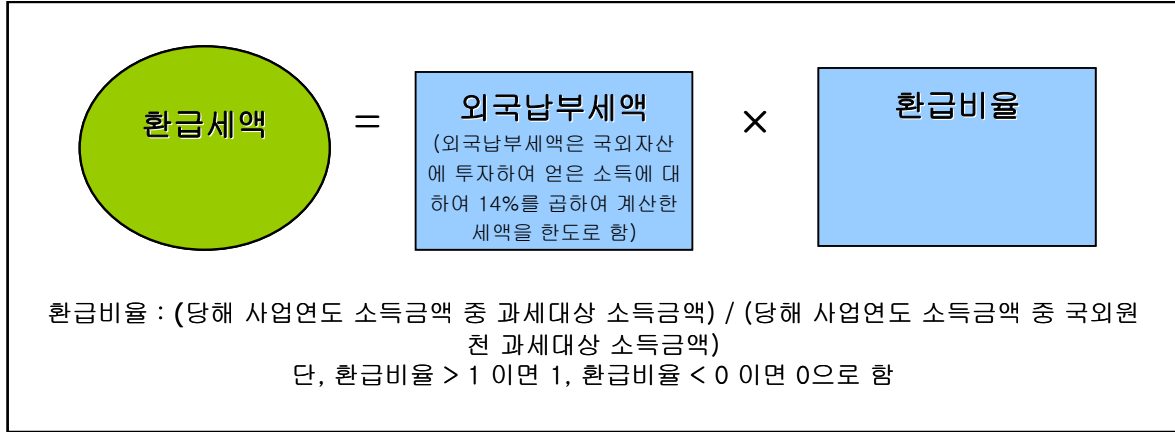 환급세액
=
외국납부세액
(외국납부세액은 국외자산
에 투자하여 얻은 소득에 대
하여 14%를 곱하여 계산한
세액을 한도로 함)
×
환급비율
환급비율 : (당해 사업연도 소득금액 중 과세대상 소득금액) / (당해 사업연도 소득금액 중 국외원
천 과세대상 소득금액)
단, 환급비율 > 1 이면 1, 환급비율 < 0 이면 0으로 함